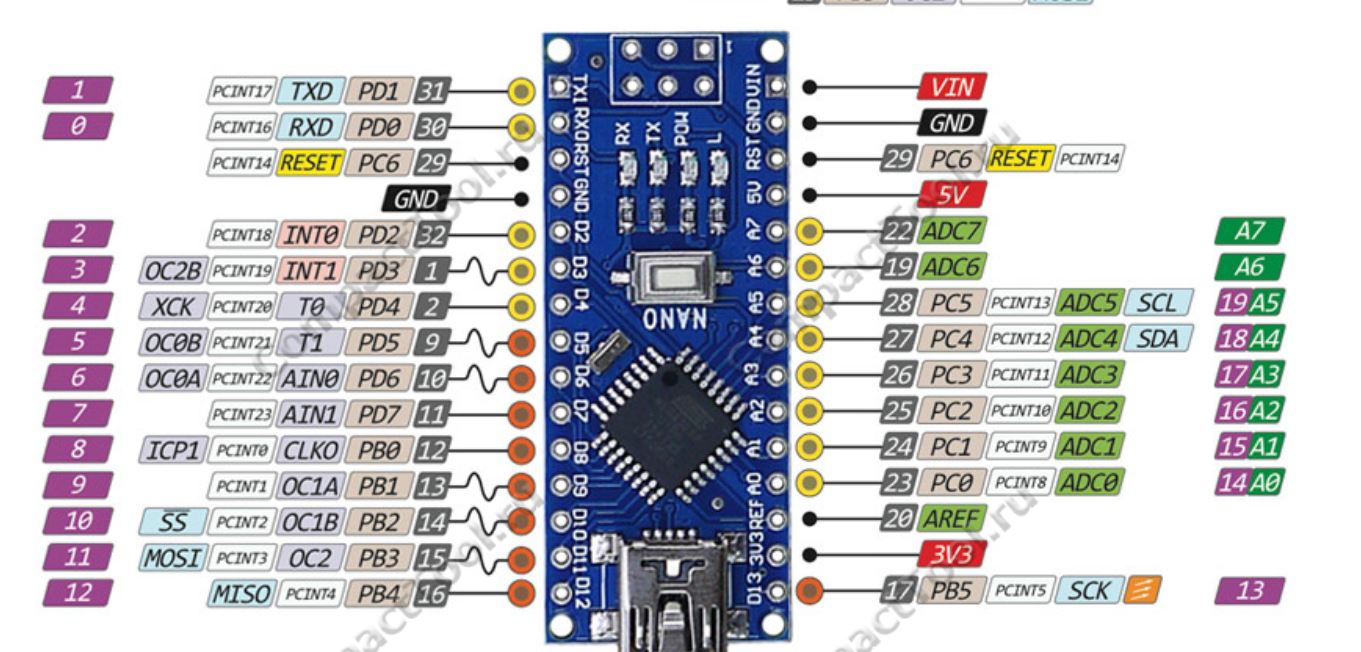 1 PCINT17 TXD PD1 31 TX1 VIN VIN
0 PCINT16 RXD PD0 30 RX0 GND GND
PCINT14 RESET PC6 29 RST RST 29 PC6 RESET PCINT14
GND GND 5V 5V
2 PCINT18 INT0 PD2 32 D2 A7 22 ADC7 A7
3 OC2B PCINT19 INT1 PD3 1 D3 A6 19 ADC6 A6
4 XCK PCINT20 T0 PD4 2 D4 A5 28 PC5 PCINT13 ADC5 SCL 19 A5
5 OC0B PCINT21 T1 PD5 9 D5 A4 27 PC4 PCINT12 ADC4 SDA 18 A4
6 OC0A PCINT22 AIN0 PD6 10 D6 A3 26 PC3 PCINT11 ADC3 17 A3
7 PCINT23 AIN1 PD7 11 D7 A2 25 PC2 PCINT10 ADC2 16 A2
8 ICP1 PCINT0 CLKO PB0 12 D8 A1 24 PC1 PCINT9 ADC1 15 A1
9 PCINT1 OC1A PB1 13 D9 A0 23 PC0 PCINT8 ADC0 14 A0
10 SS PCINT2 OC1B PB2 14 D10 REF 20 AREF
11 MOSI PCINT3 OC2 PB3 15 D11 3V3 3V3
12 MISO PCINT4 PB4 16 D12 D13 17 PB5 PCINT5 SCK 13
1
RX TX POW L
NANO